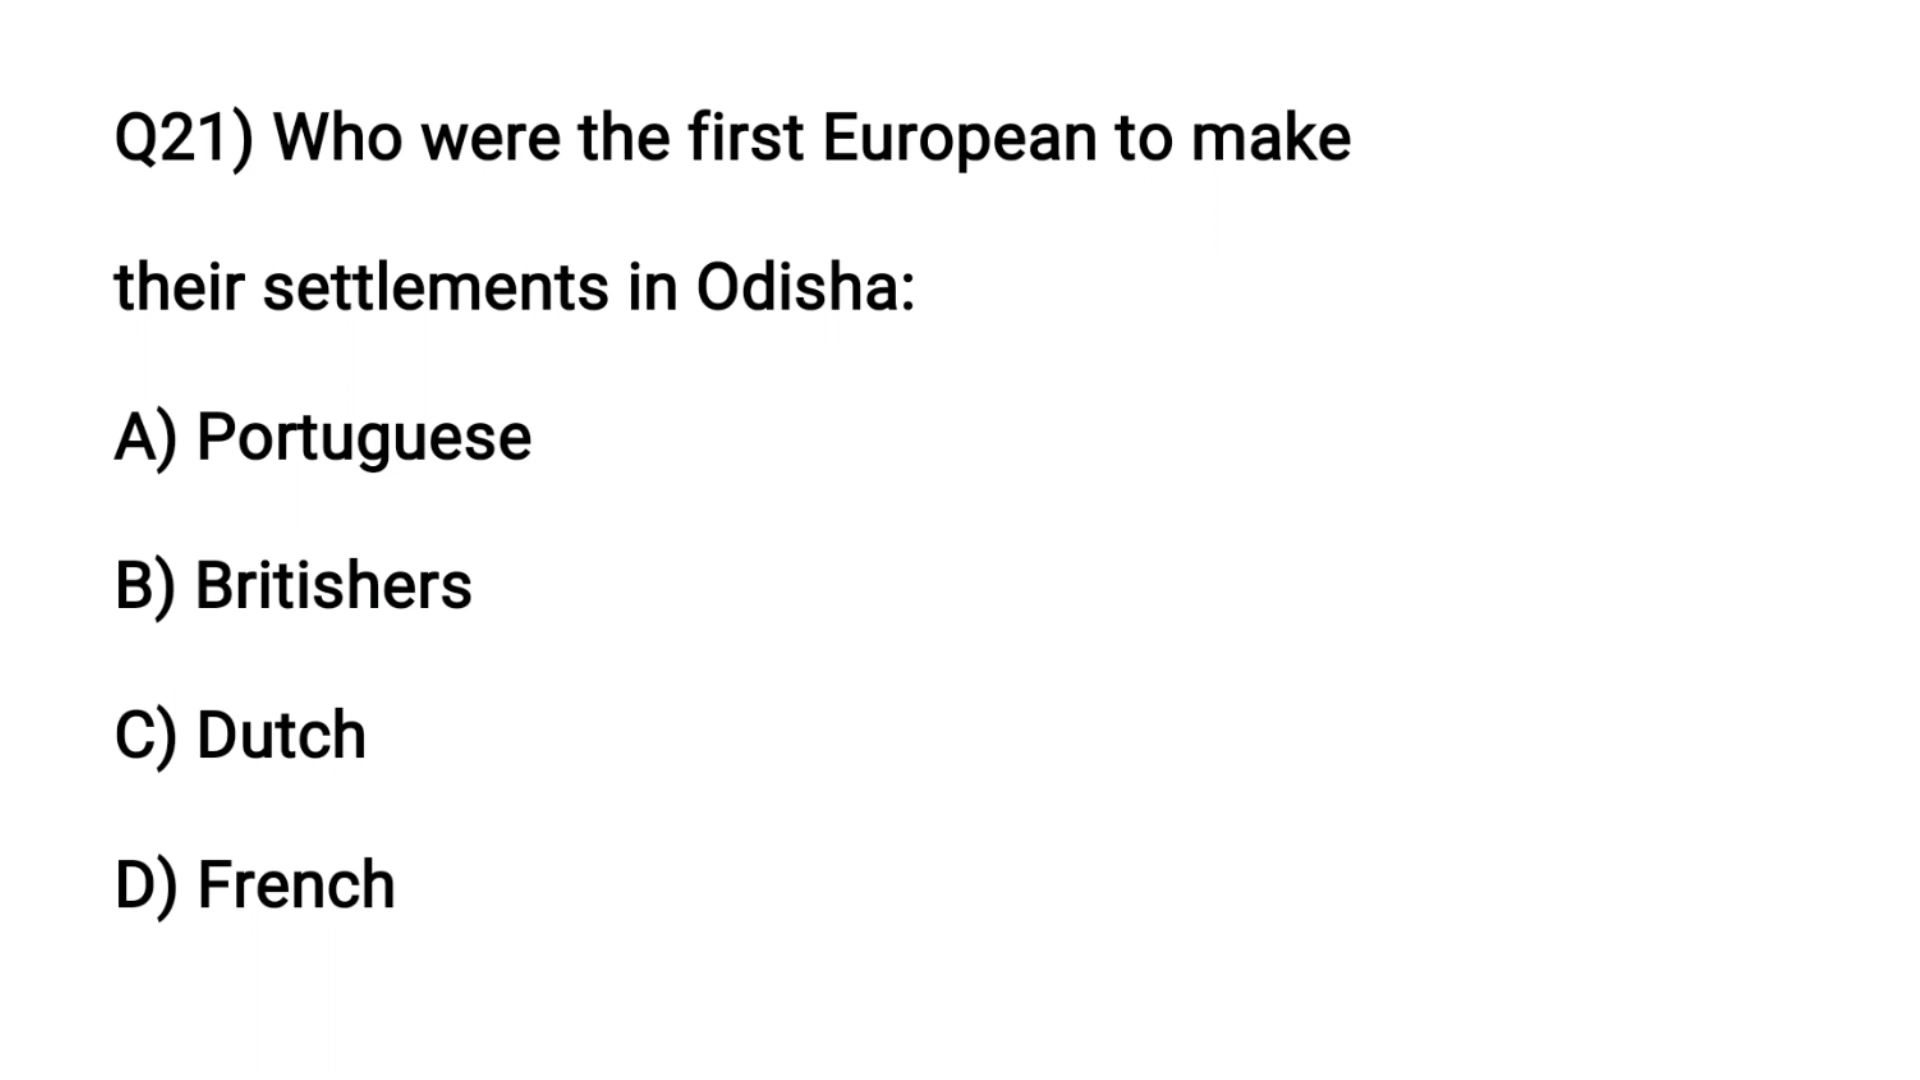 Q21) Who were the first European to make
their settlements in Odisha:
A) Portuguese
B) Britishers
C) Dutch
D) French